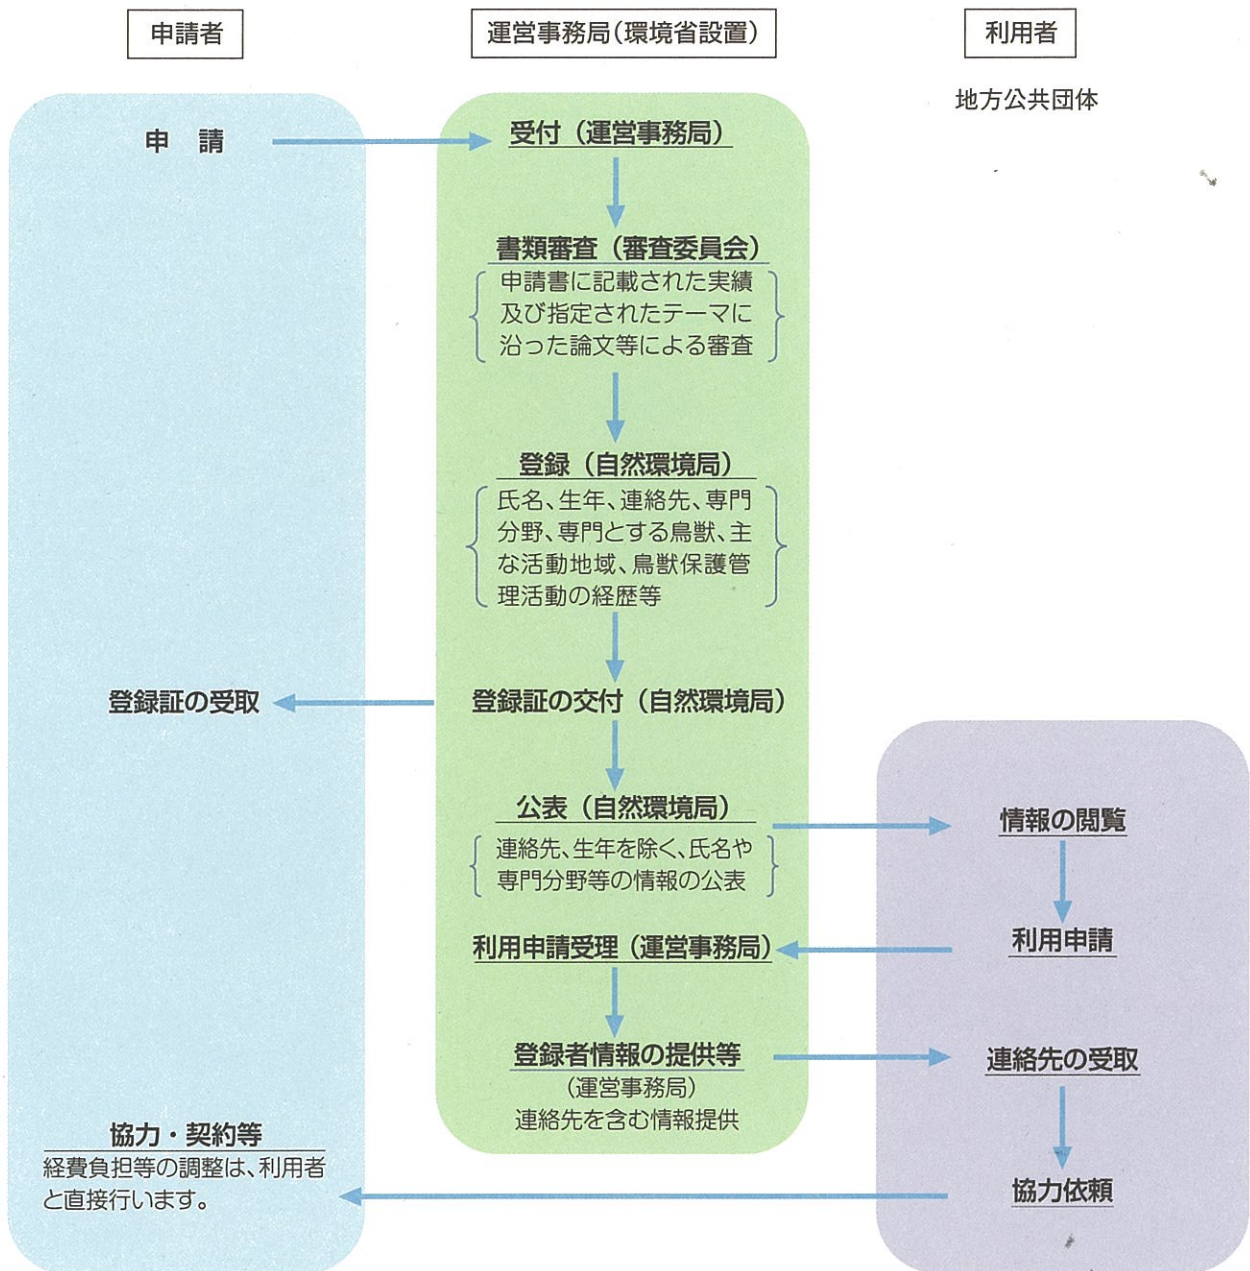 申請者
運営事務局(環境省設置)
利用者
地方公共団体
申 請
受付(運営事務局)
書類審査(審査委員会)
申請書に記載された実績
及び指定されたテーマに
沿った論文等による審査
登録(自然環境局)
氏名、生年、連絡先、専門
分野、専門とする鳥獣、主
な活動地域、鳥獣保護管
理活動の経歴等
登録証の受取
登録証の交付(自然環境局)
公表(自然環境局)
連絡先、生年を除く、氏名や
専門分野等の情報の公表
情報の閲覧
利用申請
利用申請受理(運営事務局)
登録者情報の提供等
(運営事務局)
連絡先を含む情報提供
連絡先の受取
協力依頼
協力・契約等
経費負担等の調整は、利用者
と直接行います。